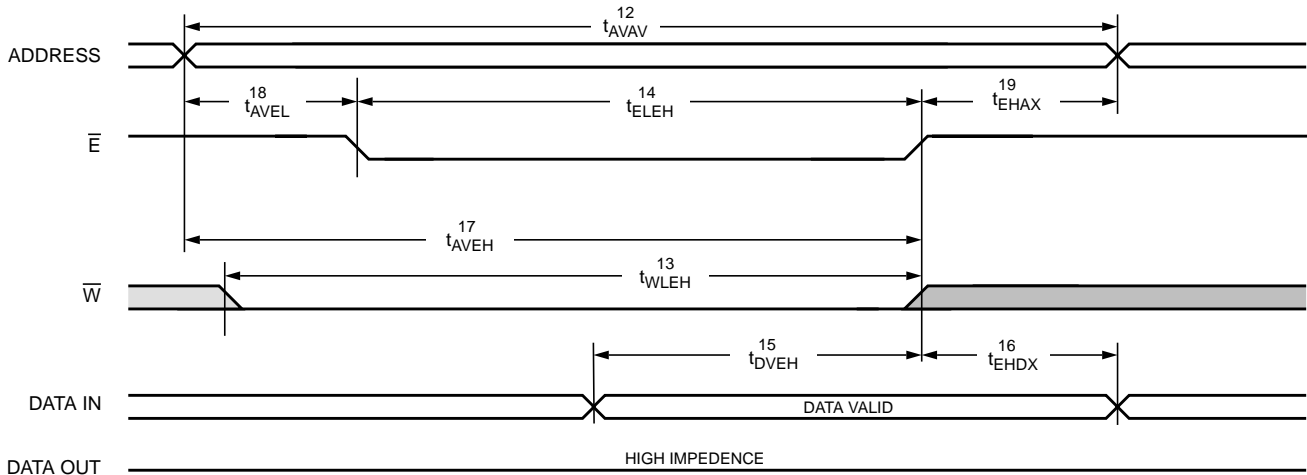 12
tAVAV
ADDRESS
18
tAVEL
14
tELEH
19
tEHAX
E
17
tAVEH
13
tWLEH
W
15
tDVEH
16
tEHDX
DATA IN
DATA VALID
DATA OUT
HIGH IMPEDENCE